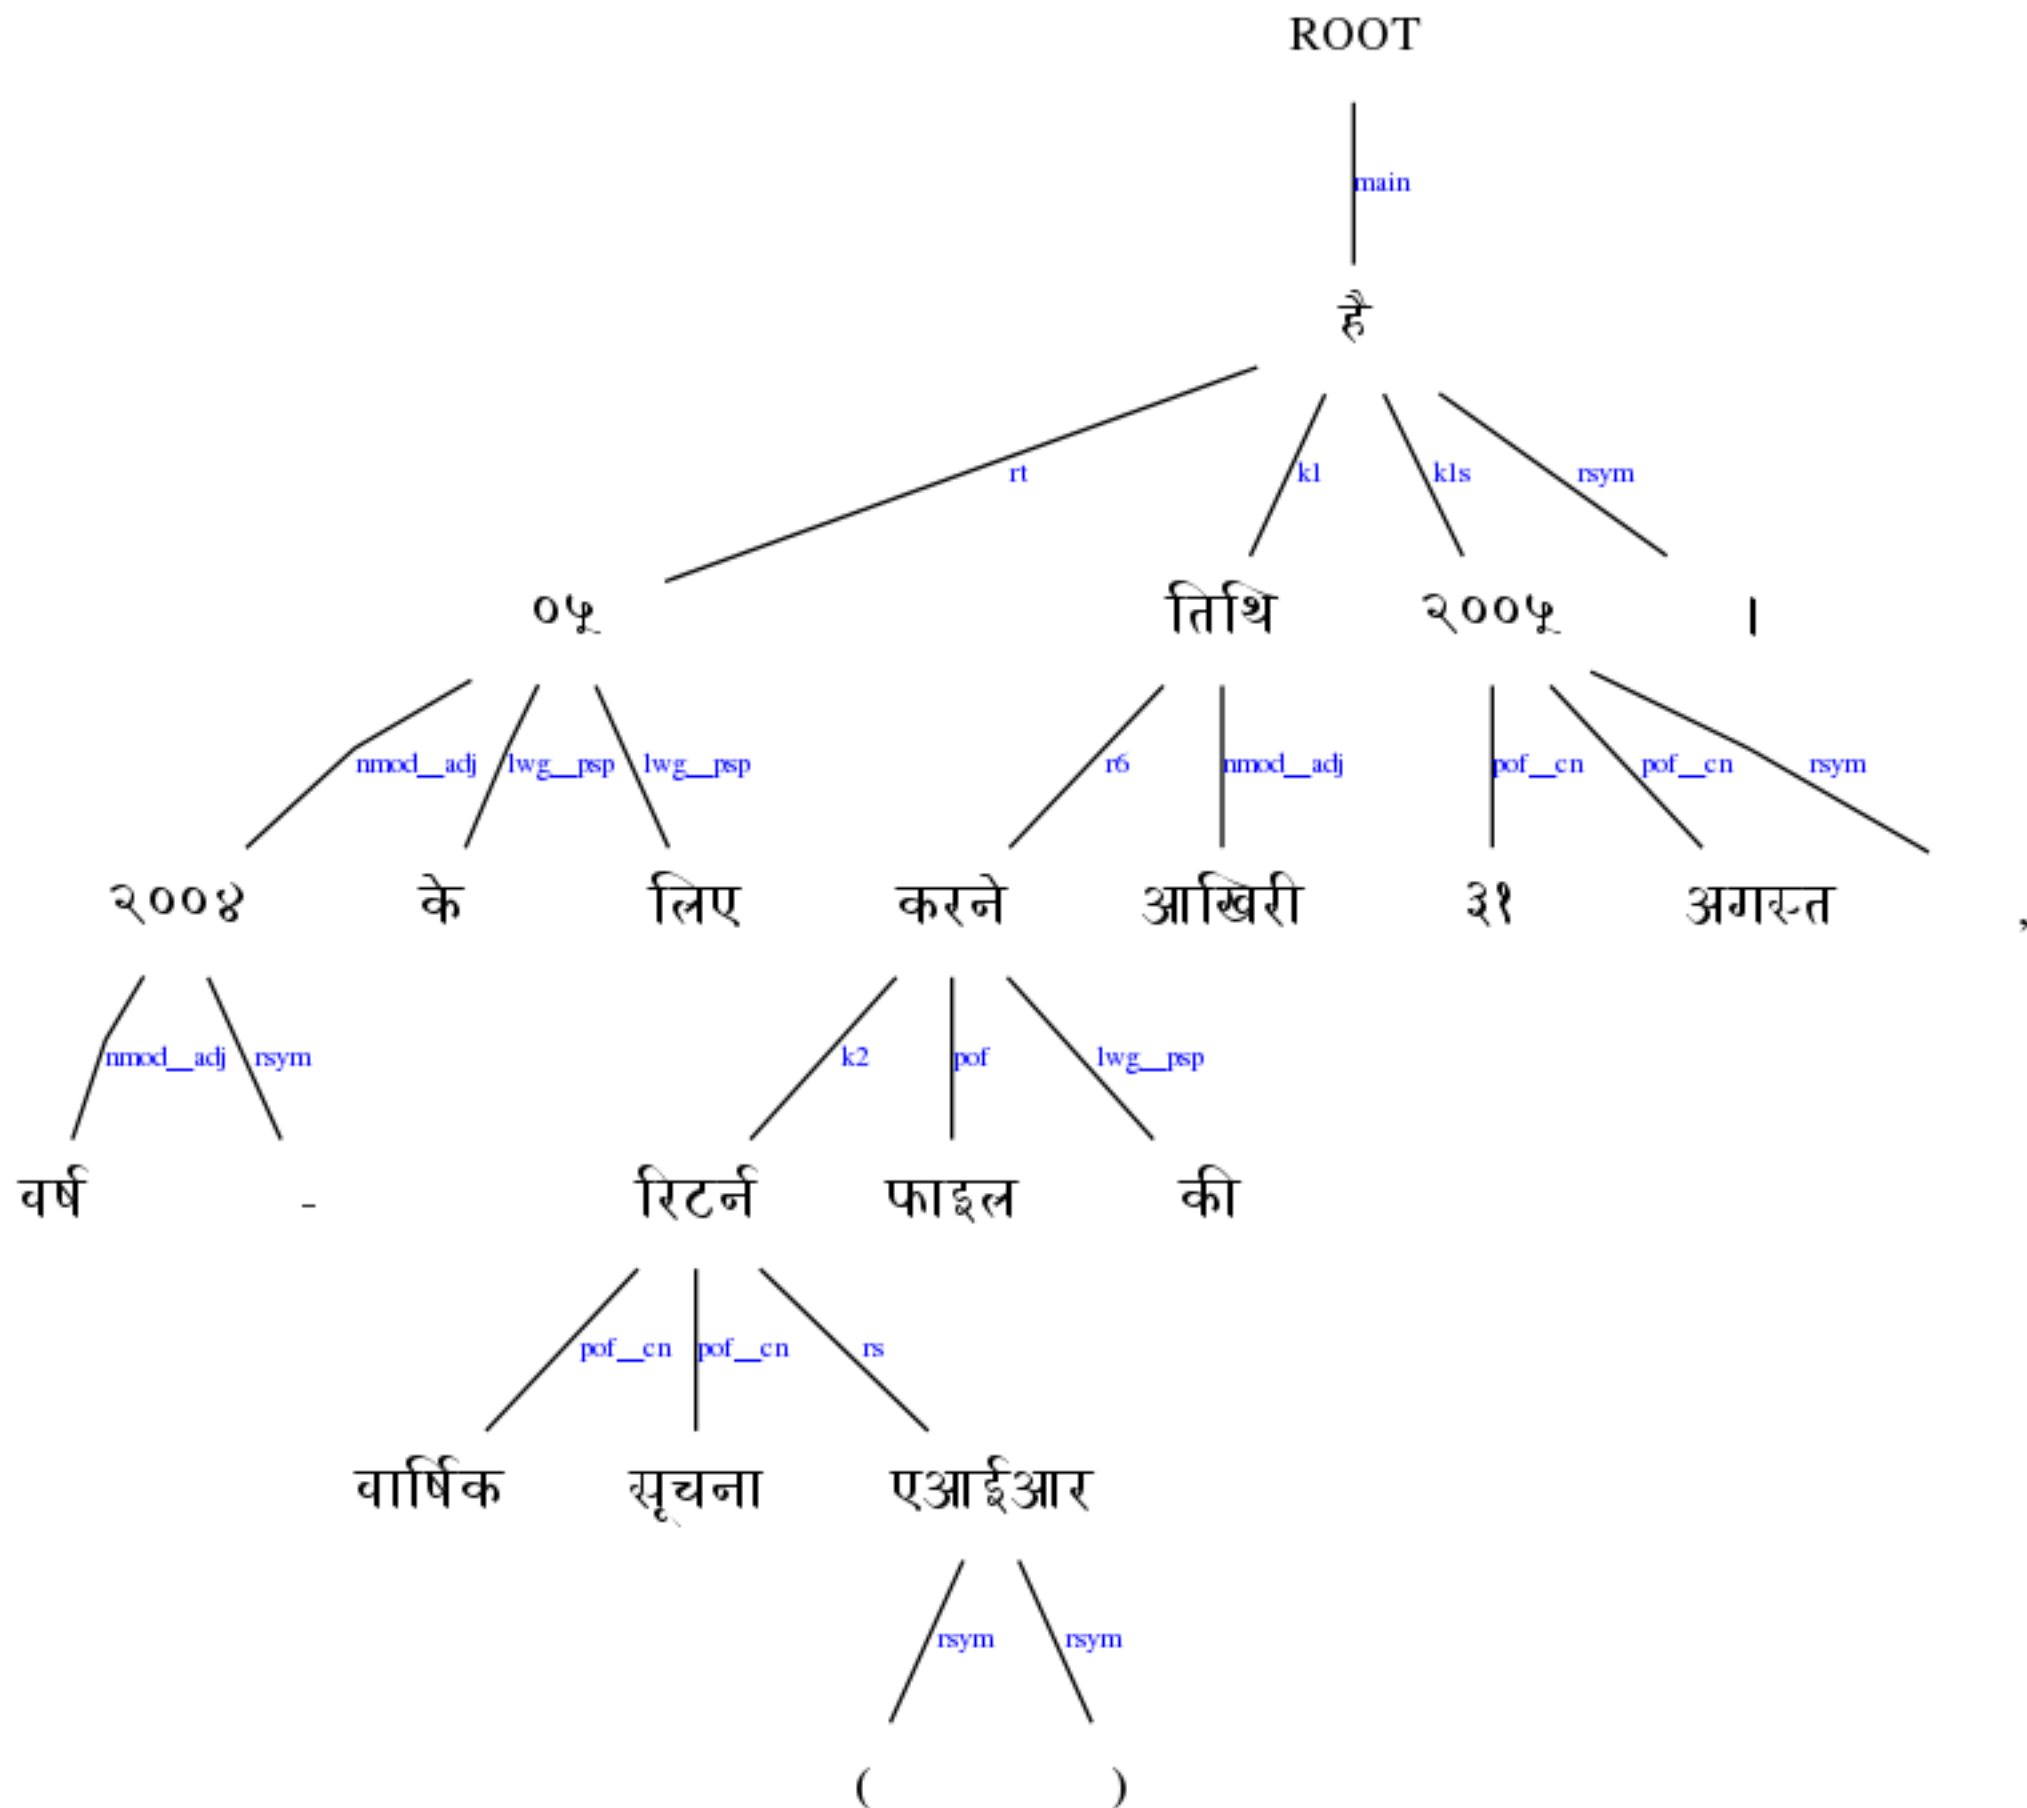 ROOT
main
है
rt k1 k1s rsym
०५ तिथि २००५ ।
nmod__adj lwg__psp lwg__psp r6 nmod__adj pof__cn pof__cn rsym
२००४ के लिए करने आखिरी ३१ अगस्त ,
nmod__adj rsym k2 pof lwg__psp
वर्ष - रिटर्न फाइल की
pof__cn pof__cn rs
वार्षिक सूचना एआईआर
rsym rsym
( )